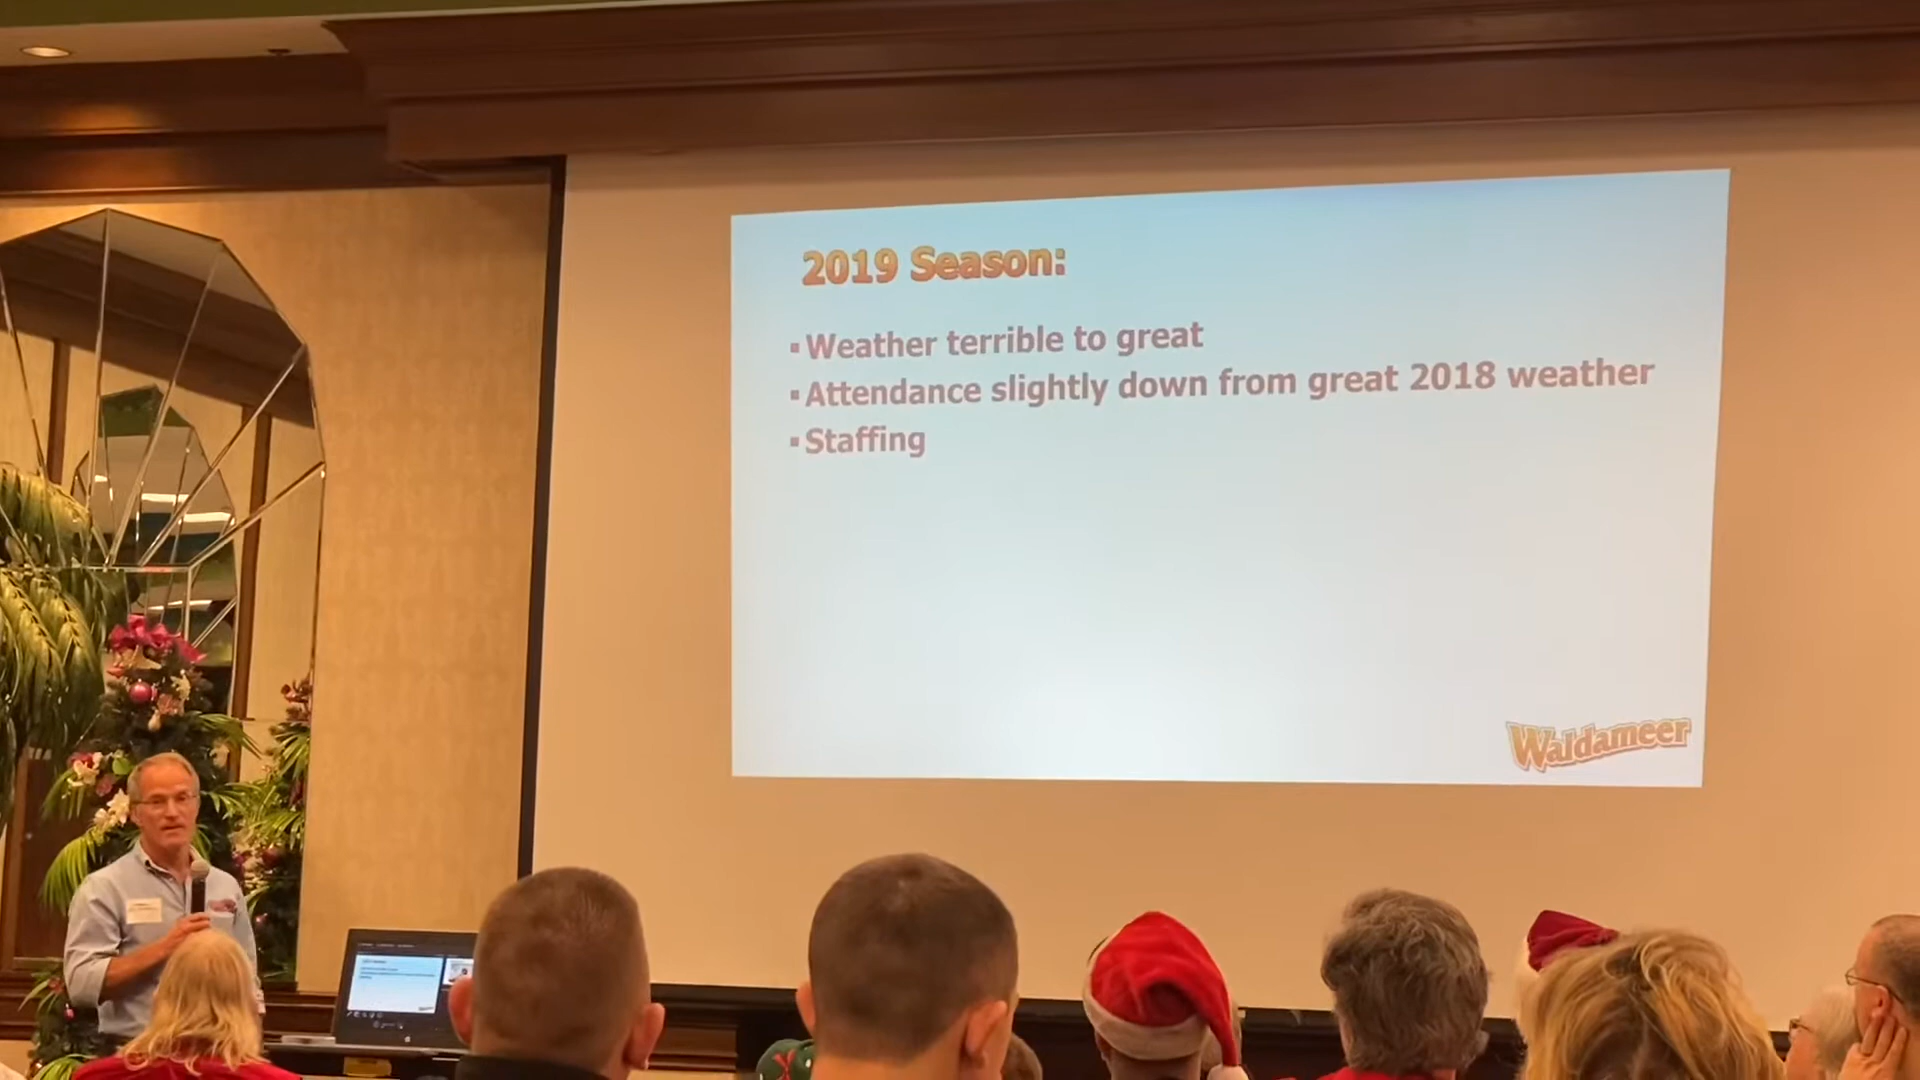 2019 Season:
▪ Weather terrible to great
▪ Attendance slightly down from great 2018 weather
▪ Staffing
Waldameer